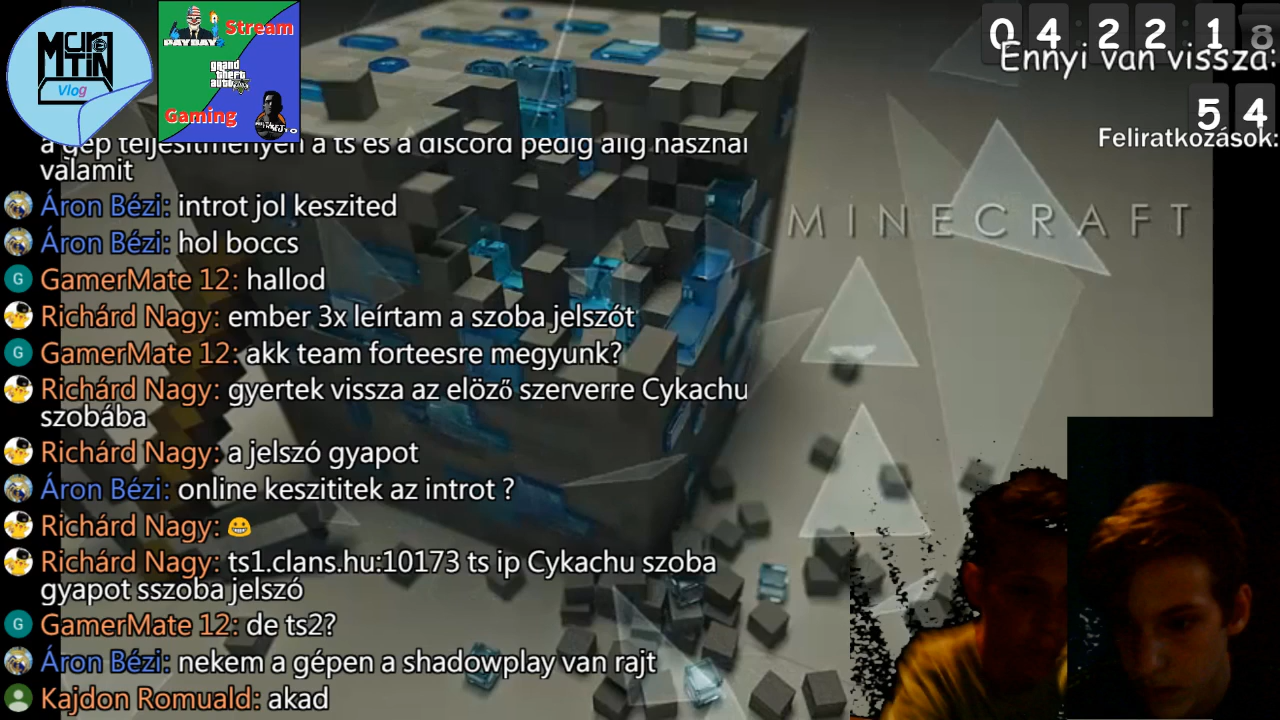 MCURM
MTIN
Vlog
Stream
PAYDAY
grand
theft
auto
Gaming
04 22 18
Ennyi van vissza:
54
Feliratkozások:
MINECRAFT
a gép teljesítményén a ts és a discord pedig alig használ
valamit
Áron Bézi: introt jol keszited
Áron Bézi: hol boccs
GamerMate 12: hallod
Richárd Nagy: ember 3x leírtam a szoba jelszót
GamerMate 12: akk team forteesre megyunk?
Richárd Nagy: gyertek vissza az elöző szerverre Cykachu
szobába
Richárd Nagy: a jelszó gyapot
Áron Bézi: online keszititek az introt ?
Richárd Nagy: 😀
Richárd Nagy: ts1.clans.hu:10173 ts ip Cykachu szoba
gyapot sszoba jelszó
GamerMate 12: de ts2?
Áron Bézi: nekem a gépen a shadowplay van rajt
Kajdon Romuald: akad